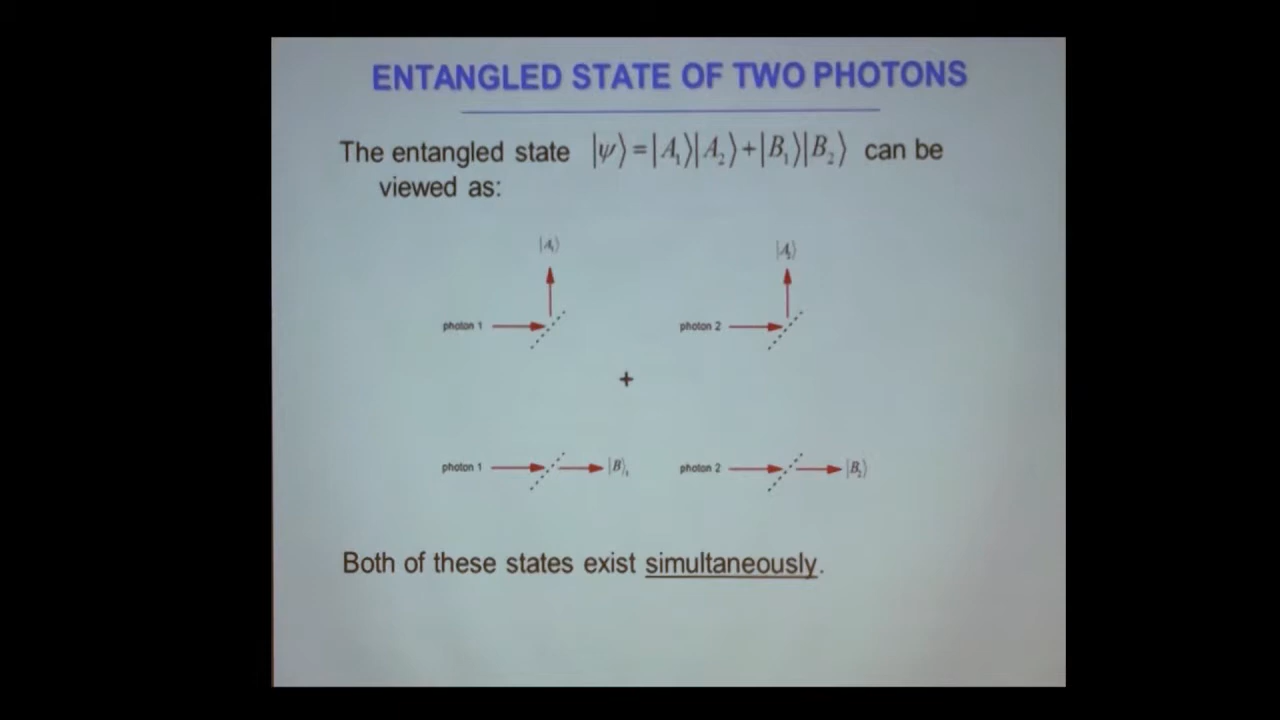 ENTANGLED STATE OF TWO PHOTONS
The entangled state |ψ⟩=|A₁⟩|A₂⟩+|B₁⟩|B₂⟩ can be
viewed as:
|A₁⟩ |A₂⟩
photon 1 photon 2
+
photon 1 |B⟩₁ photon 2 |B₂⟩
Both of these states exist simultaneously.